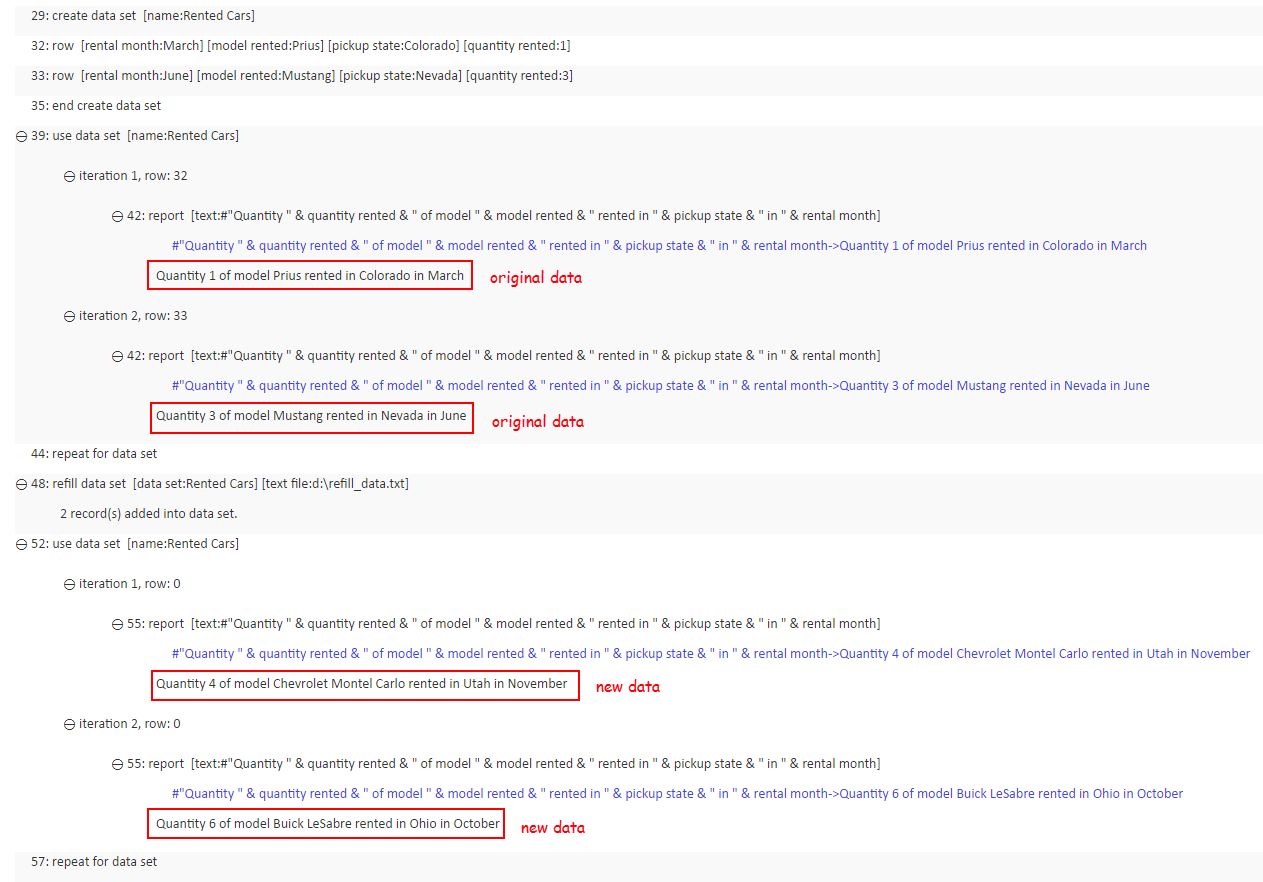 29: create data set [name:Rented Cars]
32: row [rental month:March] [model rented:Prius] [pickup state:Colorado] [quantity rented:1]
33: row [rental month:June] [model rented:Mustang] [pickup state:Nevada] [quantity rented:3]
35: end create data set
39: use data set [name:Rented Cars]
iteration 1, row: 32
42: report [text:#"Quantity " & quantity rented & " of model " & model rented & " rented in " & pickup state & " in " & rental month]
#"Quantity " & quantity rented & " of model " & model rented & " rented in " & pickup state & " in " & rental month->Quantity 1 of model Prius rented in Colorado in March
Quantity 1 of model Prius rented in Colorado in March original data
iteration 2, row: 33
42: report [text:#"Quantity " & quantity rented & " of model " & model rented & " rented in " & pickup state & " in " & rental month]
#"Quantity " & quantity rented & " of model " & model rented & " rented in " & pickup state & " in " & rental month->Quantity 3 of model Mustang rented in Nevada in June
Quantity 3 of model Mustang rented in Nevada in June original data
44: repeat for data set
48: refill data set [data set:Rented Cars] [text file:d:\refill_data.txt]
2 record(s) added into data set.
52: use data set [name:Rented Cars]
iteration 1, row: 0
55: report [text:#"Quantity " & quantity rented & " of model " & model rented & " rented in " & pickup state & " in " & rental month]
#"Quantity " & quantity rented & " of model " & model rented & " rented in " & pickup state & " in " & rental month->Quantity 4 of model Chevrolet Montel Carlo rented in Utah in November
Quantity 4 of model Chevrolet Montel Carlo rented in Utah in November new data
iteration 2, row: 0
55: report [text:#"Quantity " & quantity rented & " of model " & model rented & " rented in " & pickup state & " in " & rental month]
#"Quantity " & quantity rented & " of model " & model rented & " rented in " & pickup state & " in " & rental month->Quantity 6 of model Buick LeSabre rented in Ohio in October
Quantity 6 of model Buick LeSabre rented in Ohio in October new data
57: repeat for data set